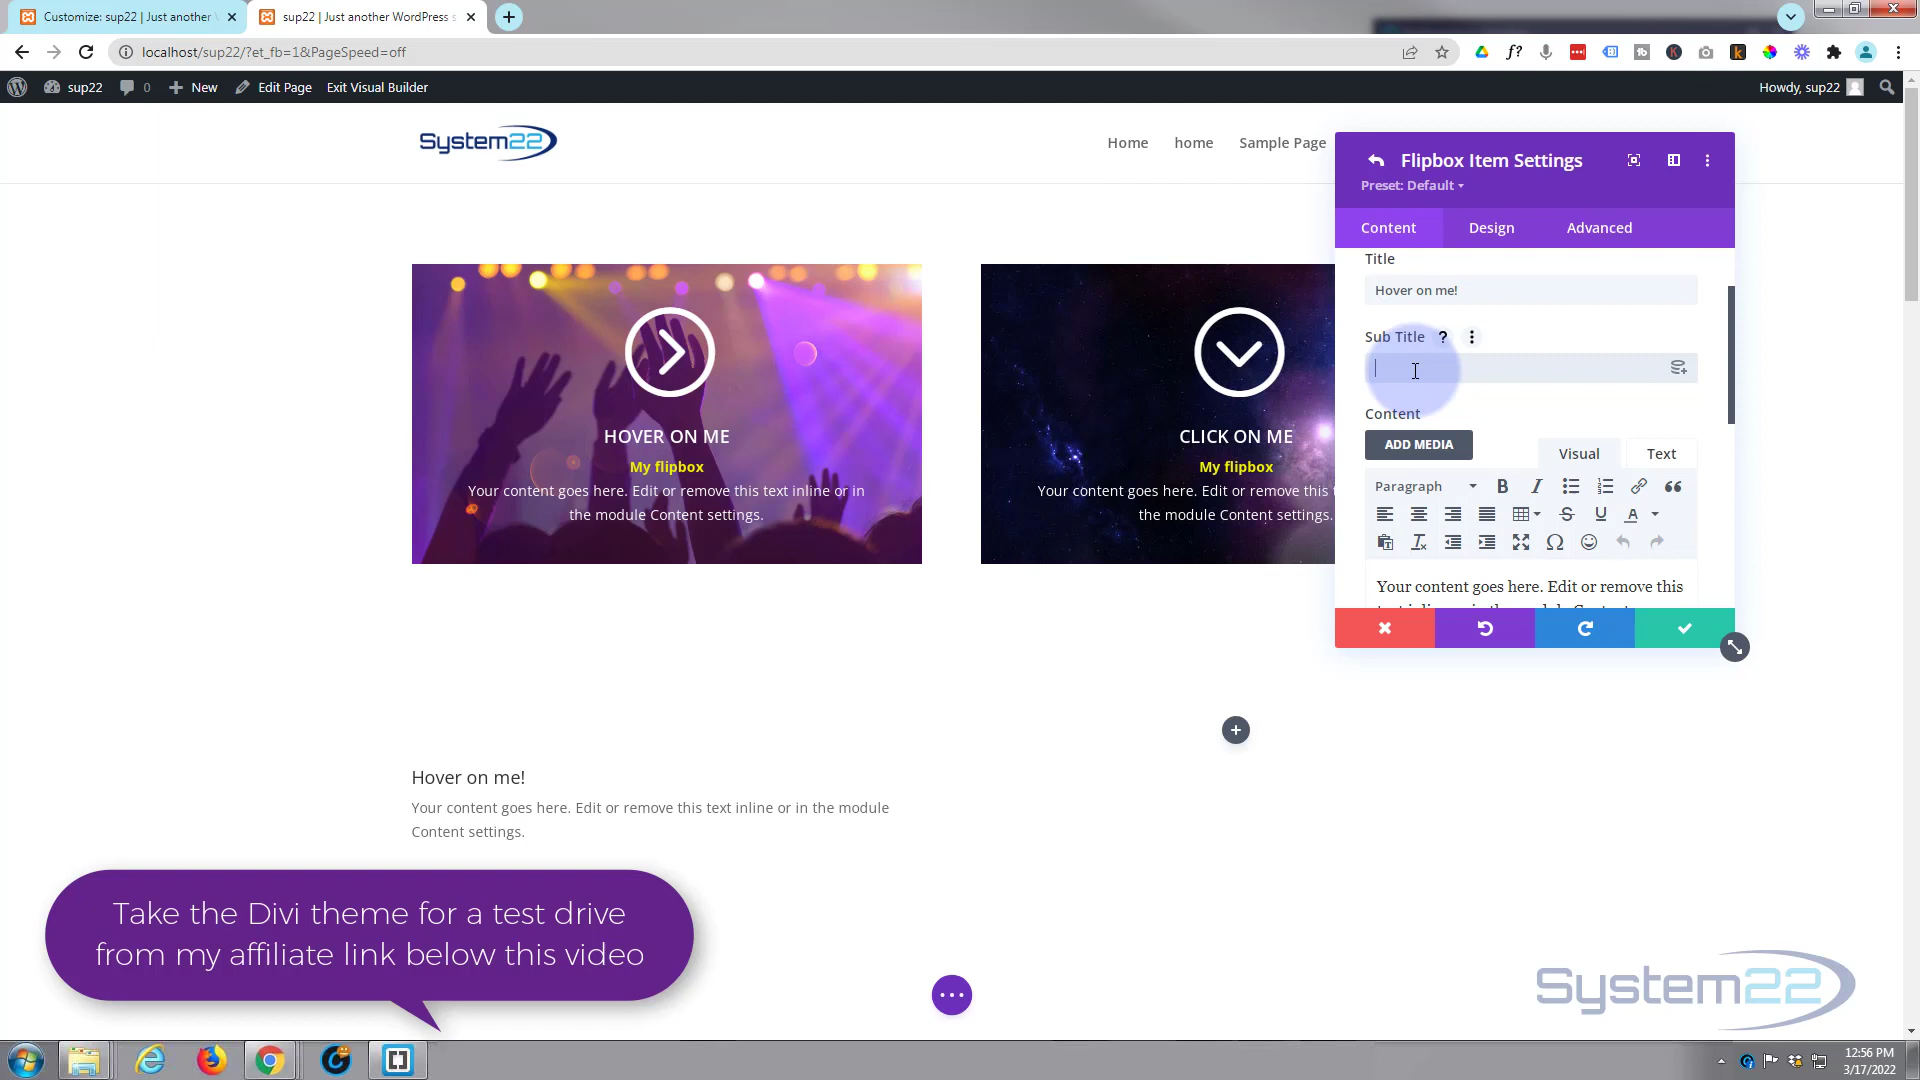 Customize: sup22 | Just another W
sup22 | Just another WordPress s
localhost/sup22/?et_fb=1&PageSpeed=off
sup22
0
New
Edit Page
Exit Visual Builder
Howdy, sup22
System22
Home
home
Sample Page
Flipbox Item Settings
Preset: Default
Content
Design
Advanced
Title
Hover on me!
Sub Title
Content
ADD MEDIA
Visual
Text
Paragraph
Your content goes here. Edit or remove this
HOVER ON ME
My flipbox
Your content goes here. Edit or remove this text inline or in
the module Content settings.
CLICK ON ME
My flipbox
Your content goes here. Edit or remove this t
the module Content settings.
Hover on me!
Your content goes here. Edit or remove this text inline or in the module
Content settings.
Take the Divi theme for a test drive
from my affiliate link below this video
System22
12:56 PM
3/17/2022